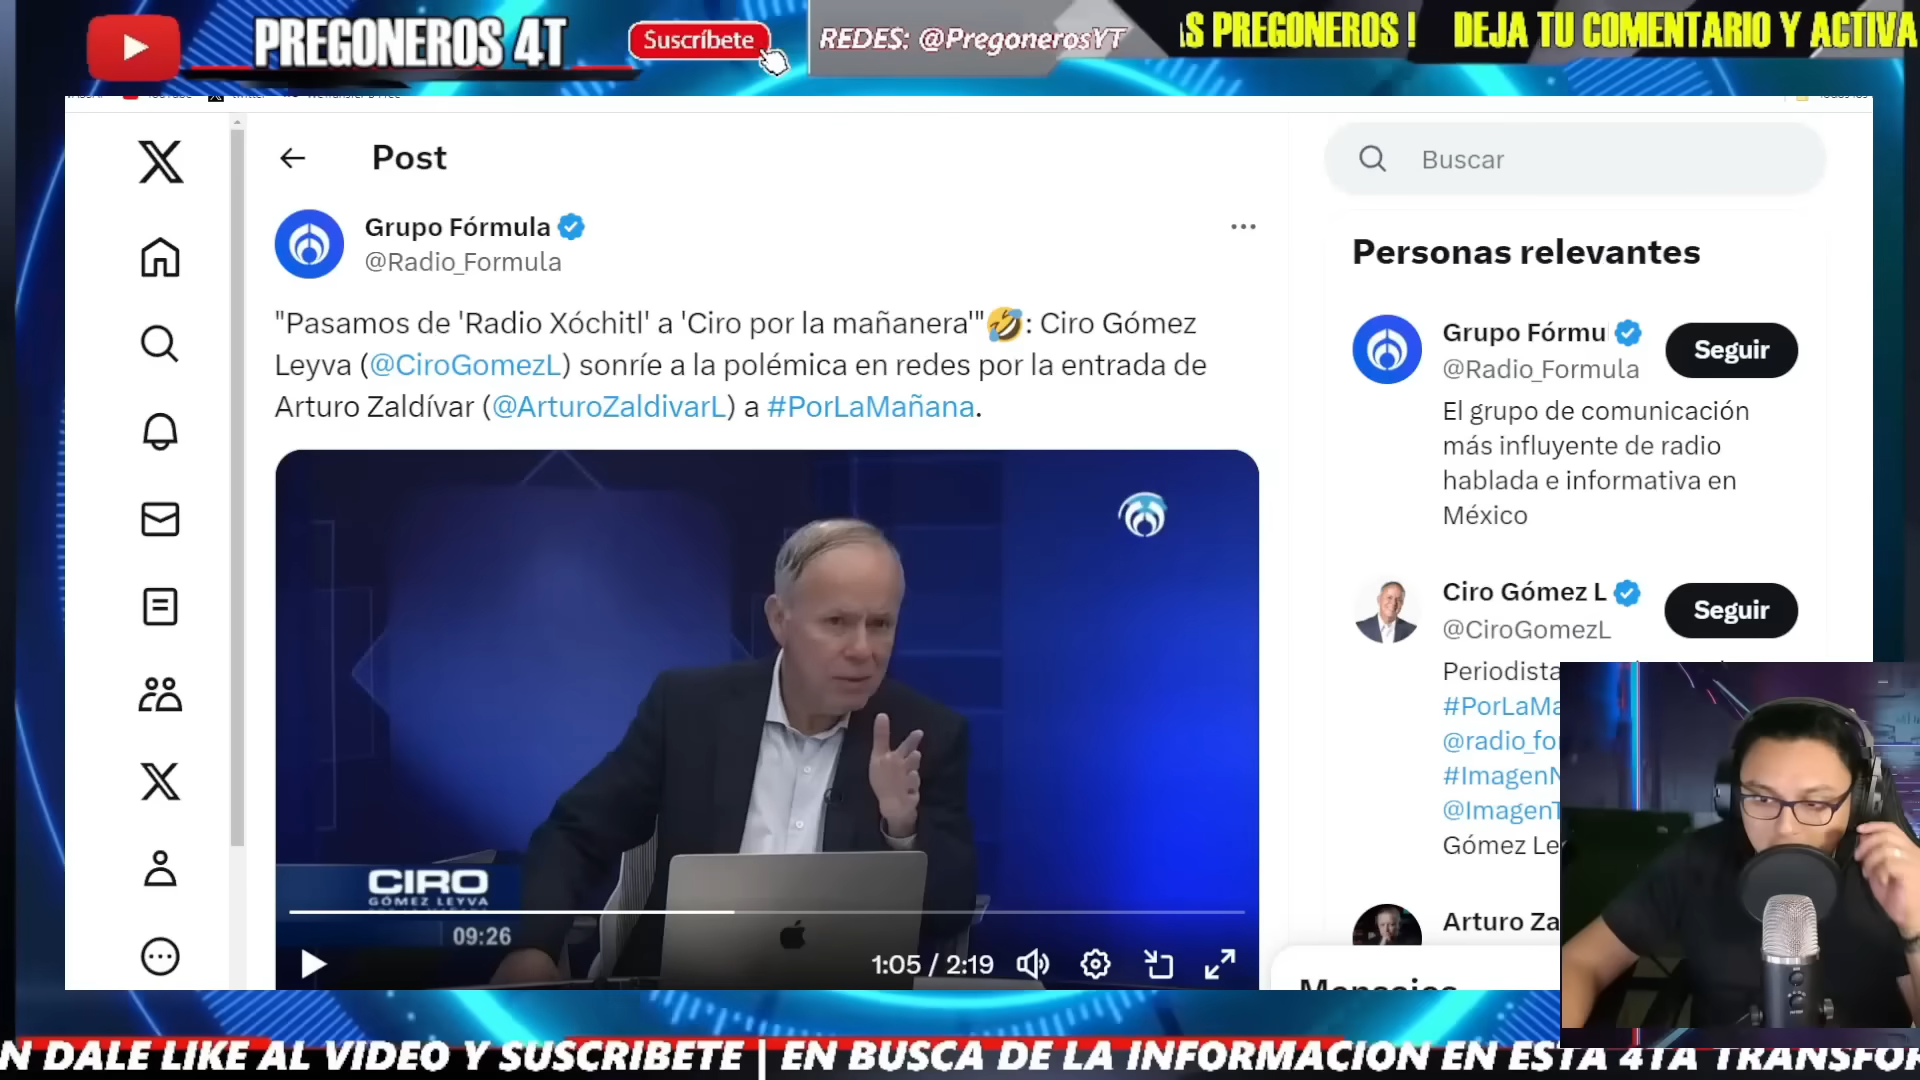 PREGONEROS 4T
Suscríbete
REDES: @PregonerosYT
S PREGONEROS ! DEJA TU COMENTARIO Y ACTIVA
Post
Buscar
Grupo Fórmula
@Radio_Formula
"Pasamos de 'Radio Xóchitl' a 'Ciro por la mañanera'"🤣: Ciro Gómez
Leyva (@CiroGomezL) sonríe a la polémica en redes por la entrada de
Arturo Zaldívar (@ArturoZaldivarL) a #PorLaMañana.
CIRO
GÓMEZ LEYVA
09:26
1:05 / 2:19
Personas relevantes
Grupo Fórmul
Seguir
@Radio_Formula
El grupo de comunicación
más influyente de radio
hablada e informativa en
México
Ciro Gómez L
Seguir
@CiroGomezL
Periodista
#PorLaMa
@radio_for
#ImagenN
@ImagenT
Gómez Le
Arturo Za
Mensajes
N DALE LIKE AL VIDEO Y SUSCRIBETE | EN BUSCA DE LA INFORMACION EN ESTA 4TA TRANSFOR